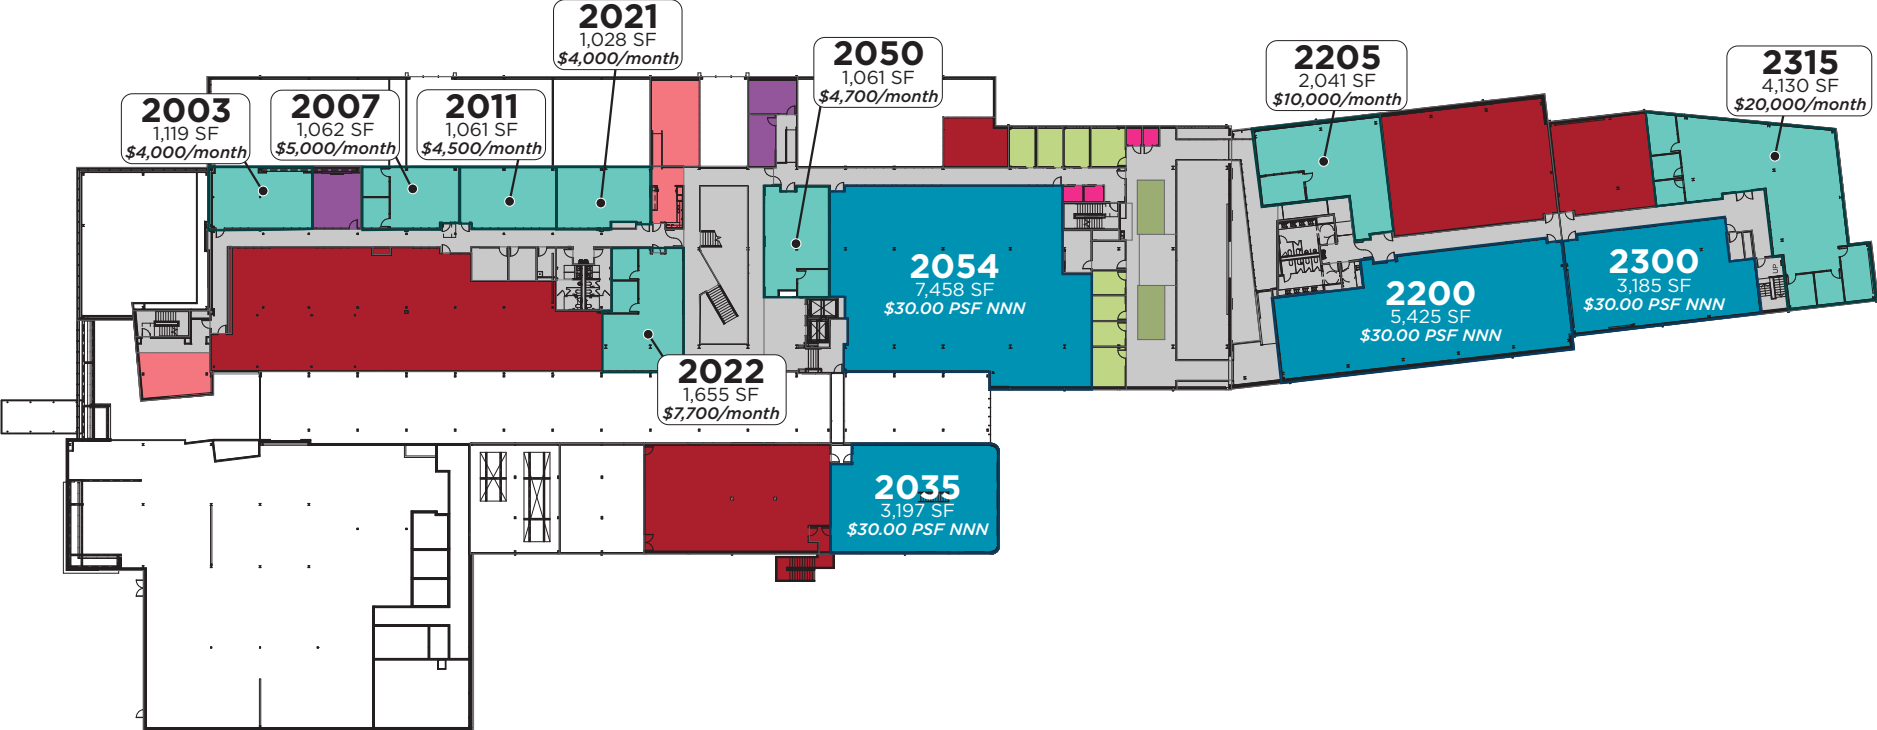 2021
1,028 SF
$4,000/month
2050
1,061 SF
$4,700/month
2205
2,041 SF
$10,000/month
2315
4,130 SF
$20,000/month
2003
1,119 SF
$4,000/month
2007
1,062 SF
$5,000/month
2011
1,061 SF
$4,500/month
2054
7,458 SF
$30.00 PSF NNN
2300
3,185 SF
$30.00 PSF NNN
UP
2200
5,425 SF
$30.00 PSF NNN
2022
1,655 SF
$7,700/month
2035
3,197 SF
$30.00 PSF NNN